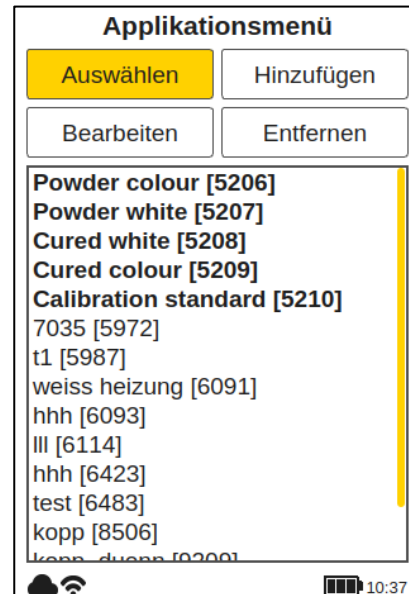 Applikationsmenü
Auswählen
Hinzufügen
Bearbeiten
Entfernen
Powder colour [5206]
Powder white [5207]
Cured white [5208]
Cured colour [5209]
Calibration standard [5210]
7035 [5972]
t1 [5987]
weiss heizung [6091]
hhh [6093]
lll [6114]
hhh [6423]
test [6483]
kopp [8506]
10:37